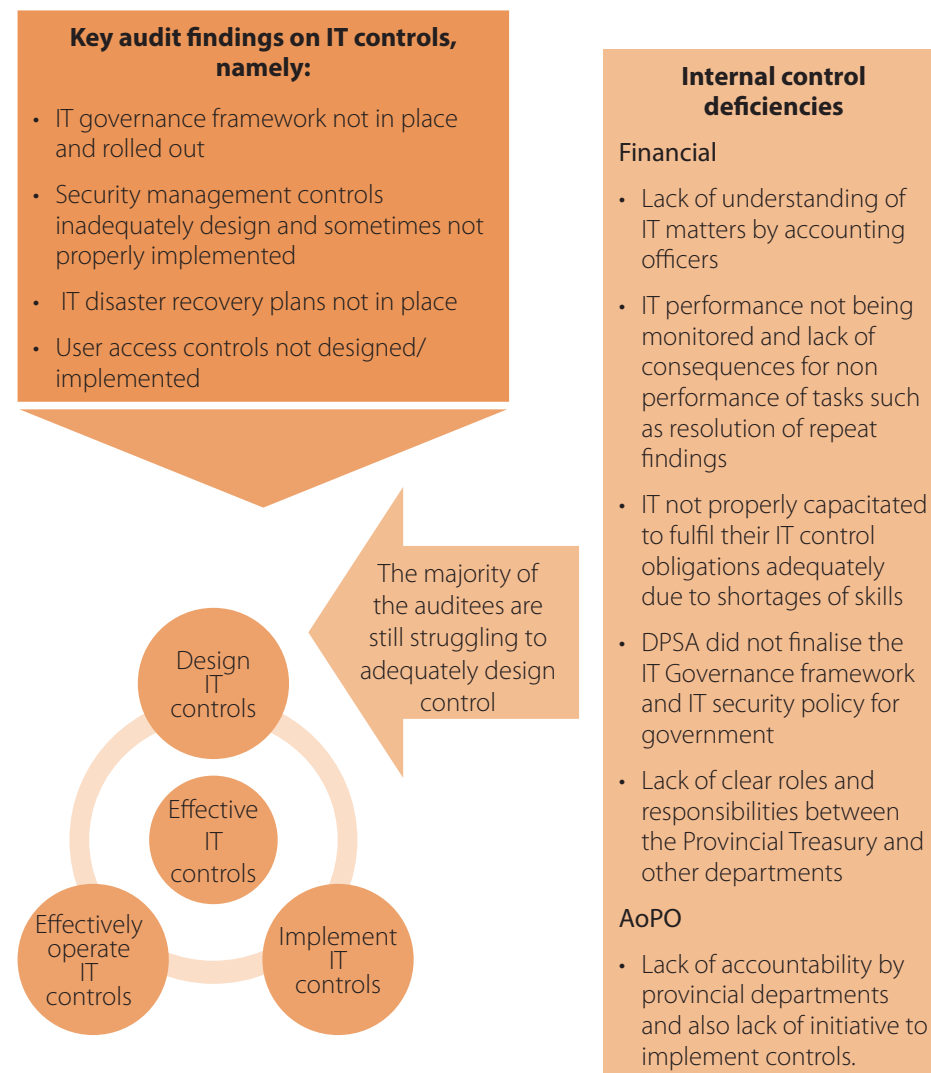 Key audit findings on IT controls,
namely:
• IT governance framework not in place
and rolled out
• Security management controls
inadequately design and sometimes not
properly implemented
• IT disaster recovery plans not in place
• User access controls not designed/
implemented
The majority of
the auditees are
still struggling to
adequately design
control
Design
IT
controls
Effective
IT
controls
Effectively
operate
IT
controls
Implement
IT
controls
Internal control
deficiencies
Financial
• Lack of understanding of
IT matters by accounting
officers
• IT performance not being
monitored and lack of
consequences for non
performance of tasks such
as resolution of repeat
findings
• IT not properly capacitated
to fulfil their IT control
obligations adequately
due to shortages of skills
• DPSA did not finalise the
IT Governance framework
and IT security policy for
government
• Lack of clear roles and
responsibilities between
the Provincial Treasury and
other departments
AoPO
• Lack of accountability by
provincial departments
and also lack of initiative to
implement controls.